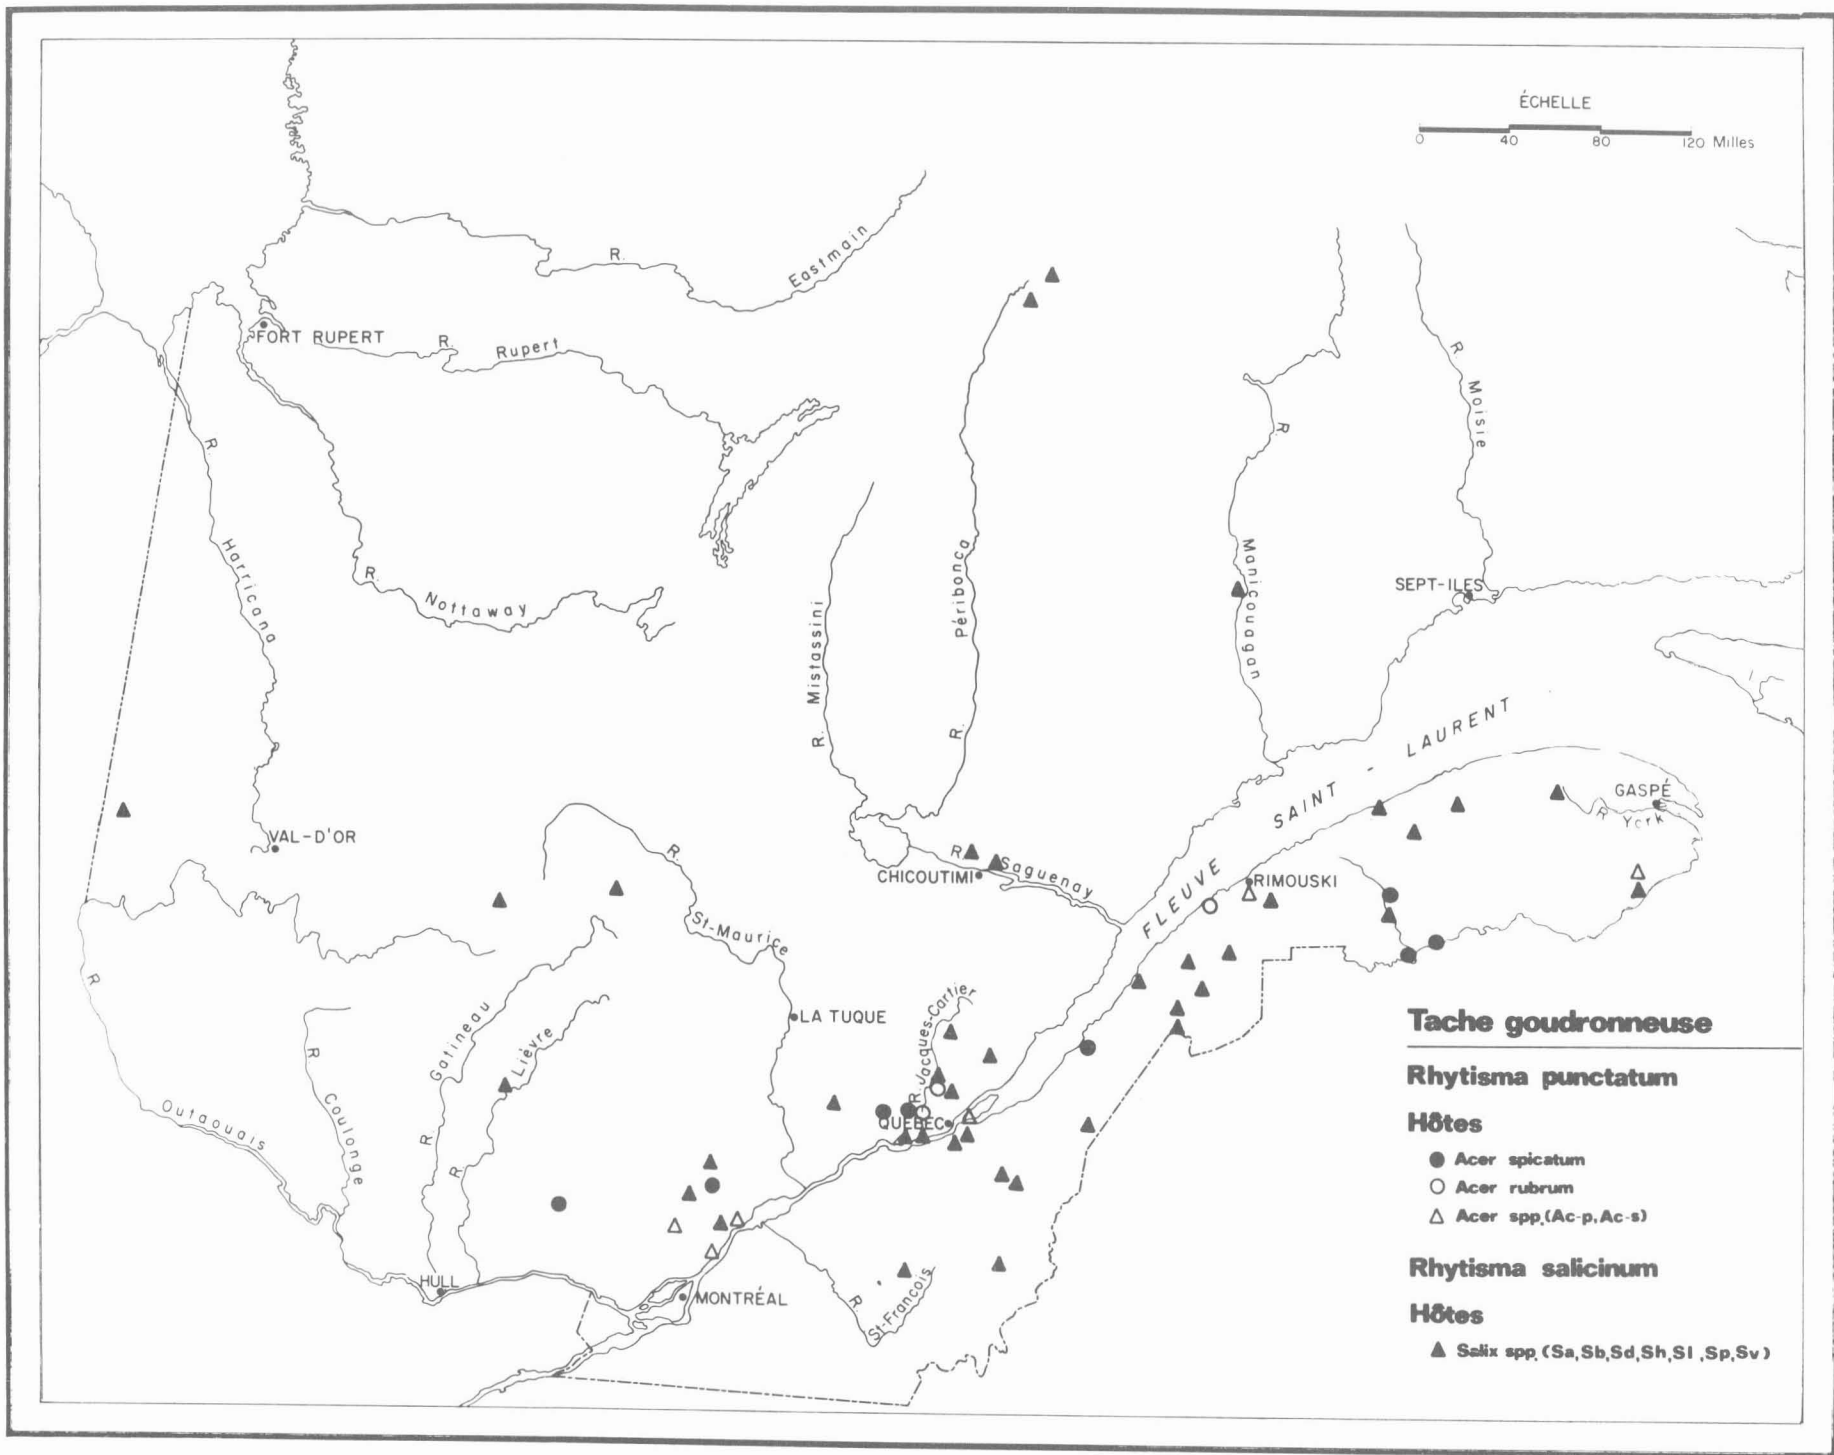 ÉCHELLE
0 40 80 120 Milles
R. Eastmain
FORT RUPERT
R. Rupert
R. Harricana
R. Nottaway
R. Mistassini
R. Péribonca
R. Manicouagan
R. Moisie
SEPT-ILES
FLEUVE SAINT - LAURENT
GASPÉ
R. York
VAL-D'OR
R. St-Maurice
CHICOUTIMI
R. Saguenay
RIMOUSKI
R. Outaouais
R. Coulonge
R. Gatineau
R. Lièvre
LA TUQUE
R. Jacques-Cartier
QUÉBEC
HULL
MONTRÉAL
R. St-François
Tache goudronneuse
Rhytisma punctatum
Hôtes
Acer spicatum
Acer rubrum
Acer spp.(Ac-p,Ac-s)
Rhytisma salicinum
Hôtes
Salix spp.(Sa,Sb,Sd,Sh,Sl,Sp,Sv)